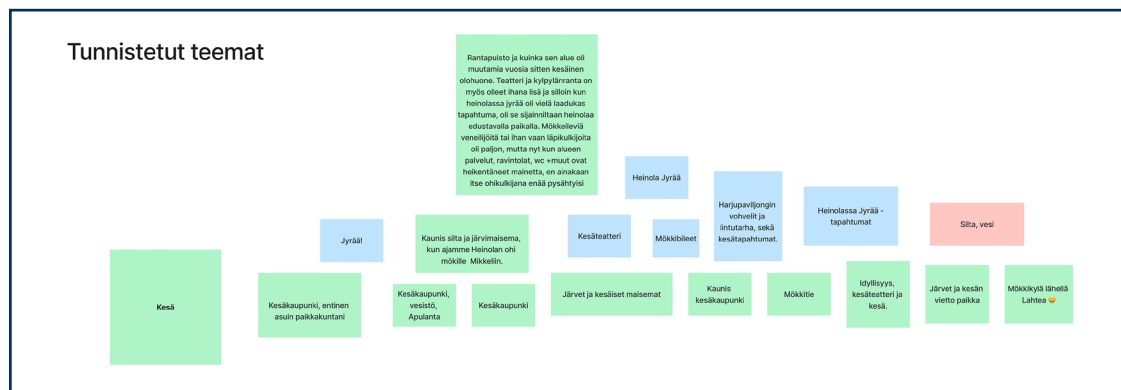 Tunnistetut teemat
Rantapuisto ja kuinka sen alue oli
muutamia vuosia sitten kesäinen
olohuone. Teatteri ja kylpylänranta on
myös olleet ihana lisä ja silloin kun
heinolassa jyrää oli vielä laadukas
tapahtuma, oli se sijainniltaan heinolaa
edustavalla paikalla. Mökkeileviä
veneilijöitä tai ihan vaan läpikulkijoita
oli paljon, mutta nyt kun alueen
palvelut, ravintolat, wc +muut ovat
heikentäneet mainetta, en ainakaan
itse ohikulkijana enää pysähtyisi
Heinola Jyrää
Harjupaviljongin
vohvelit ja
lintutarha, sekä
kesätapahtumat.
Heinolassa Jyrää -
tapahtumat
Silta, vesi
Jyrää!
Kaunis silta ja järvimaisema,
kun ajamme Heinolan ohi
mökille Mikkeliin.
Kesäteatteri
Mökkibileet
Kesä
Kesäkaupunki, entinen
asuin paikkakuntani
Kesäkaupunki,
vesistö,
Apulanta
Kesäkaupunki
Järvet ja kesäiset maisemat
Kaunis
kesäkaupunki
Mökkitie
Idyllisyys,
kesäteatteri ja
kesä.
Järvet ja kesän
vietto paikka
Mökkikylä lähellä
Lahtea 😄